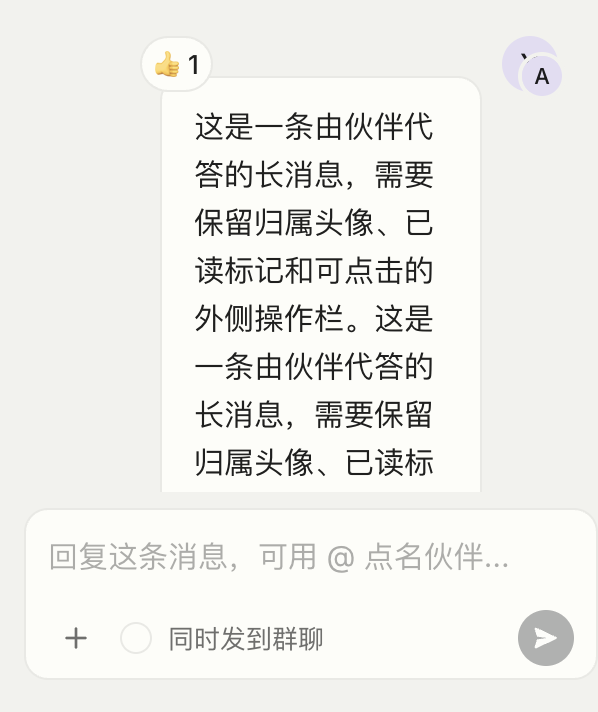 👍 1
A
这是一条由伙伴代
答的长消息，需要
保留归属头像、已
读标记和可点击的
外侧操作栏。这是
一条由伙伴代答的
长消息，需要保留
归属头像、已读标
回复这条消息，可用 @ 点名伙伴...
同时发到群聊